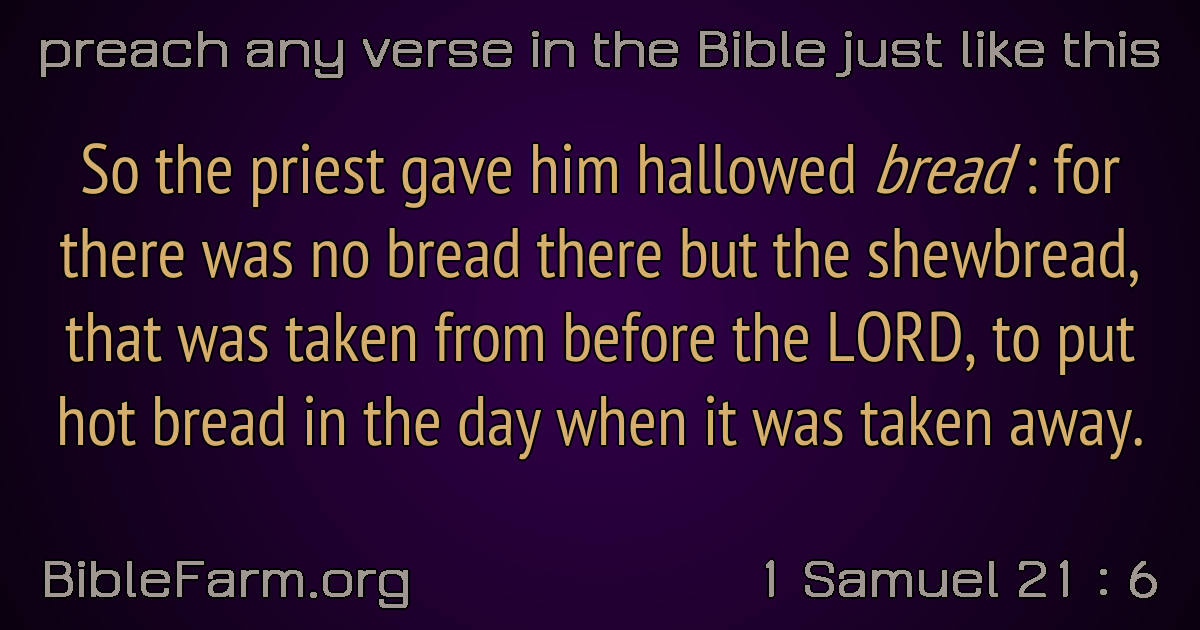 preach any verse in the Bible just like this
So the priest gave him hallowed bread : for
there was no bread there but the shewbread,
that was taken from before the LORD, to put
hot bread in the day when it was taken away.
BibleFarm.org
1 Samuel 21 : 6